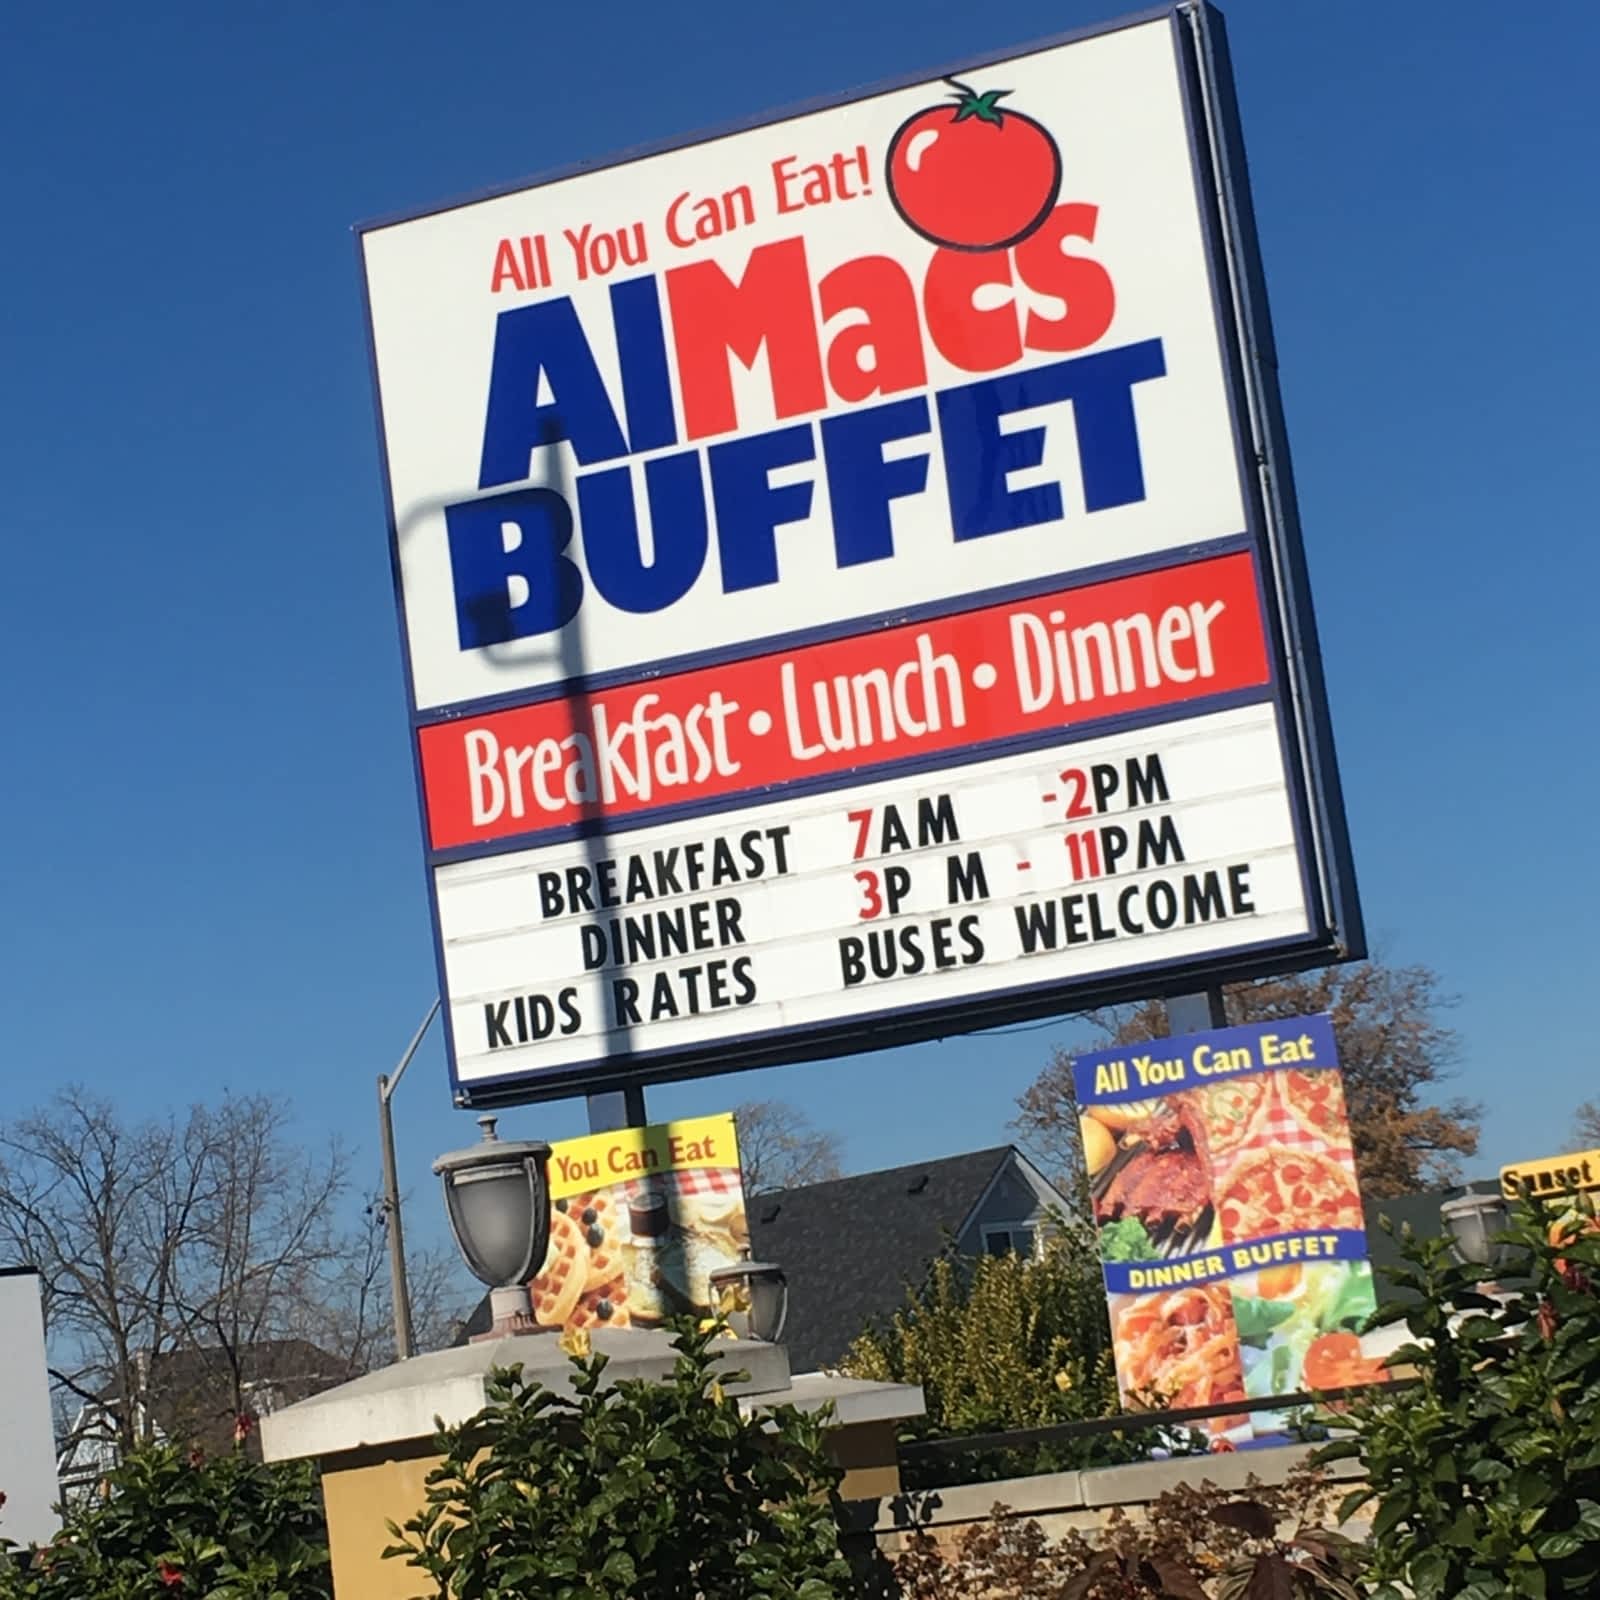 All You Can Eat!
AlMacs
BUFFET
Breakfast • Lunch • Dinner
BREAKFAST 7AM -2PM
DINNER 3P M - 11PM
KIDS RATES BUSES WELCOME
All You Can Eat
DINNER BUFFET
You Can Eat
Sunset